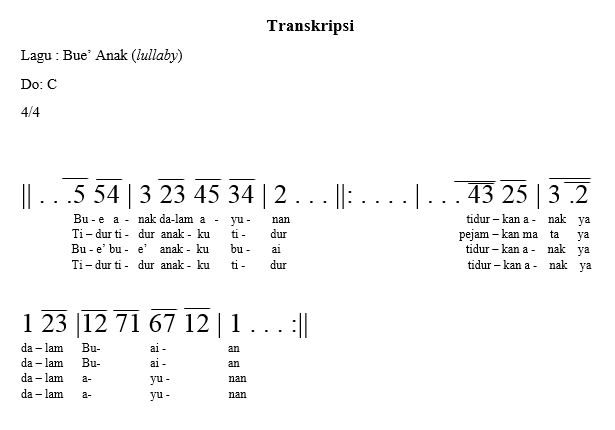 Transkripsi
Lagu : Bue’ Anak (lullaby)
Do: C
4/4
|| . . .5 54 | 3 23 45 34 | 2 . . . ||: . . . . | . . . 43 25 | 3 .2
Bu - e a - nak da-lam a - yu - nan tidur – kan a - nak ya
Ti – dur ti - dur anak - ku ti - dur pejam – kan ma ta ya
Bu - e’ bu - e’ anak - ku bu - ai tidur – kan a - nak ya
Ti – dur ti - dur anak - ku ti - dur tidur – kan a - nak ya
1 23 |12 71 67 12 | 1 . . . :||
da – lam Bu- ai - an
da – lam Bu- ai - an
da – lam a- yu - nan
da – lam a- yu - nan